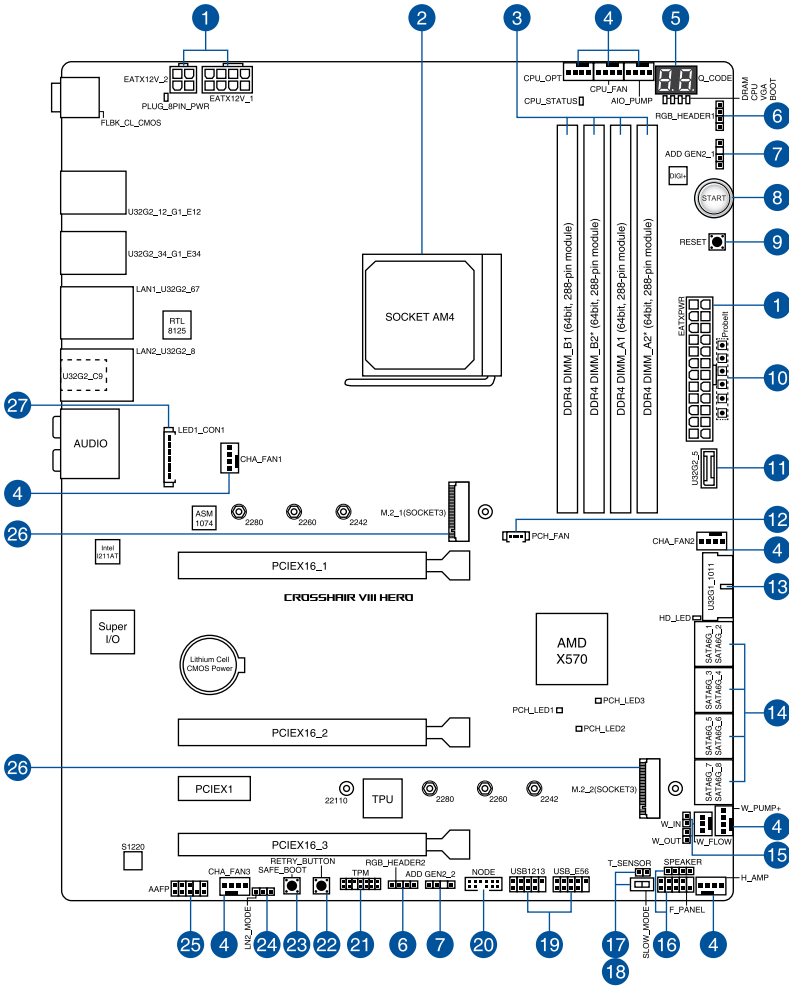 1
2
3
4
5
EATX12V_2
EATX12V_1
PLUG_8PIN_PWR
FLBK_CL_CMOS
CPU_OPT
CPU_FAN
AIO_PUMP
CPU_STATUS
88
Q_CODE
DRAM
CPU
VGA
BOOT
RGB_HEADER1
6
ADD GEN2_1
7
DIGI+
START
8
RESET
9
U32G2_12_G1_E12
U32G2_34_G1_E34
LAN1_U32G2_67
RTL
8125
LAN2_U32G2_8
U32G2_C9
SOCKET AM4
DDR4 DIMM_B1 (64bit, 288-pin module)
DDR4 DIMM_B2* (64bit, 288-pin module)
DDR4 DIMM_A1 (64bit, 288-pin module)
DDR4 DIMM_A2* (64bit, 288-pin module)
EATXPWR
1
ProbeIt
10
27
AUDIO
LED1_CON1
CHA_FAN1
4
U32G2_5
11
26
ASM
1074
2280
2260
2242
M.2_1(SOCKET3)
PCH_FAN
12
CHA_FAN2
4
Intel
I211AT
PCIEX16_1
CROSSHAIR VIII HERO
U32G1_1011
13
HD_LED
Super
I/O
Lithium Cell
CMOS Power
AMD
X570
SATA6G_1
SATA6G_2
SATA6G_3
SATA6G_4
SATA6G_5
SATA6G_6
SATA6G_7
SATA6G_8
14
PCH_LED3
PCH_LED1
PCH_LED2
PCIEX16_2
26
PCIEX1
22110
TPU
2280
2260
2242
M.2_2(SOCKET3)
W_PUMP+
W_IN
W_OUT
W_FLOW
4
15
S1220
PCIEX16_3
AAFP
CHA_FAN3
LN2_MODE
SAFE_BOOT
RETRY_BUTTON
TPM
RGB_HEADER2
ADD GEN2_2
NODE
USB1213
USB_E56
T_SENSOR
SLOW_MODE
SPEAKER
F_PANEL
H_AMP
25
4
24
23
22
21
6
7
20
19
17
18
16
4